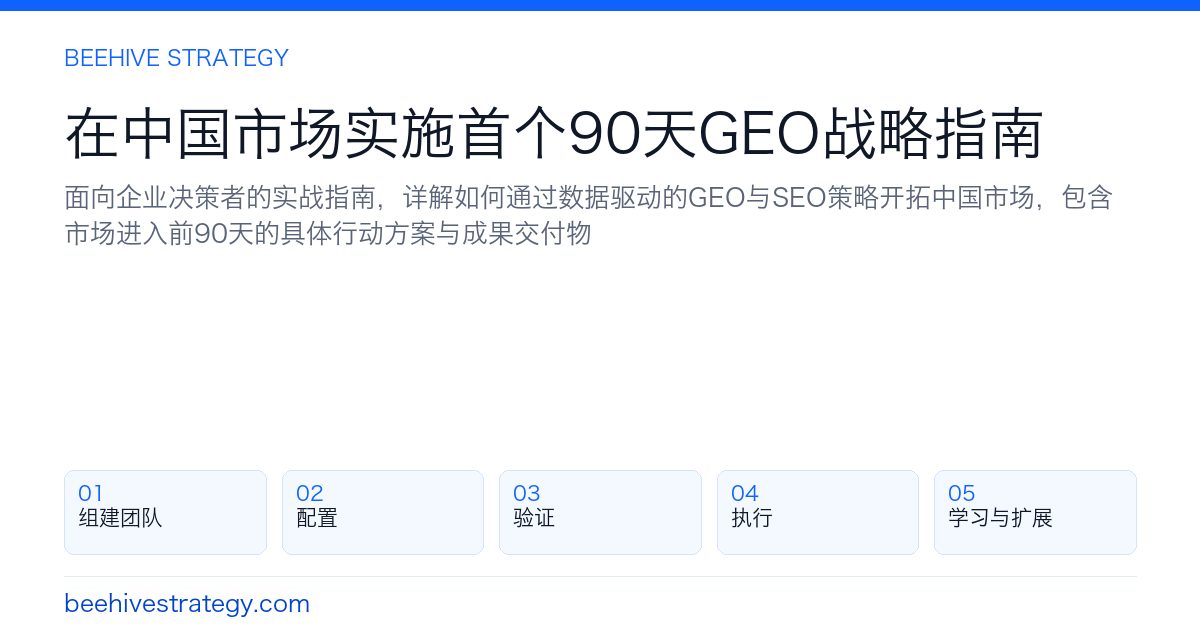 BEEHIVE STRATEGY
在中国市场实施首个90天GEO战略指南
面向企业决策者的实战指南，详解如何通过数据驱动的GEO与SEO策略开拓中国市场，包含
市场进入前90天的具体行动方案与成果交付物
01
组建团队
02
配置
03
验证
04
执行
05
学习与扩展
beehivestrategy.com